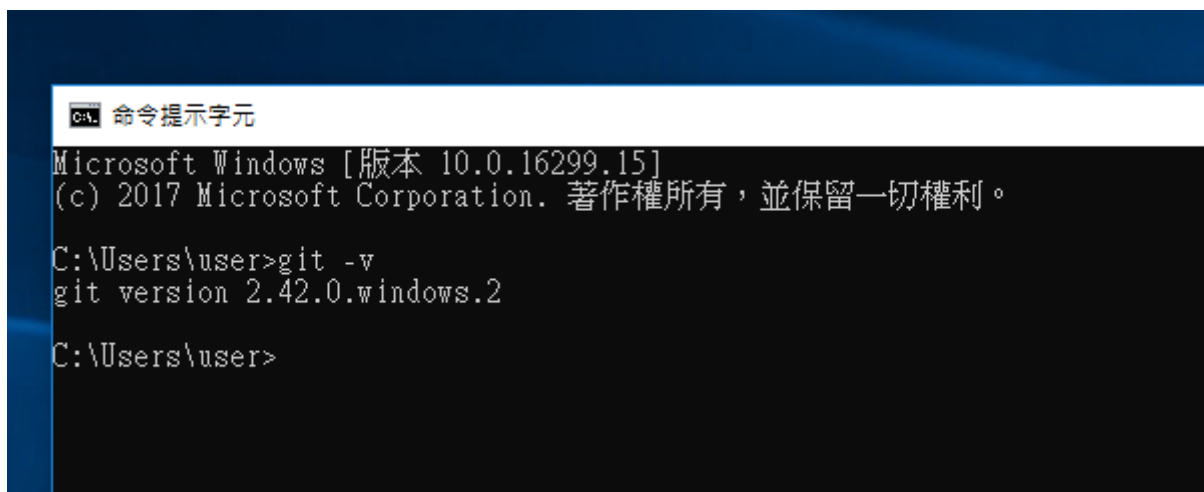 命令提示字元
Microsoft Windows [版本 10.0.16299.15]
(c) 2017 Microsoft Corporation. 著作權所有，並保留一切權利。
C:\Users\user>git -v
git version 2.42.0.windows.2
C:\Users\user>